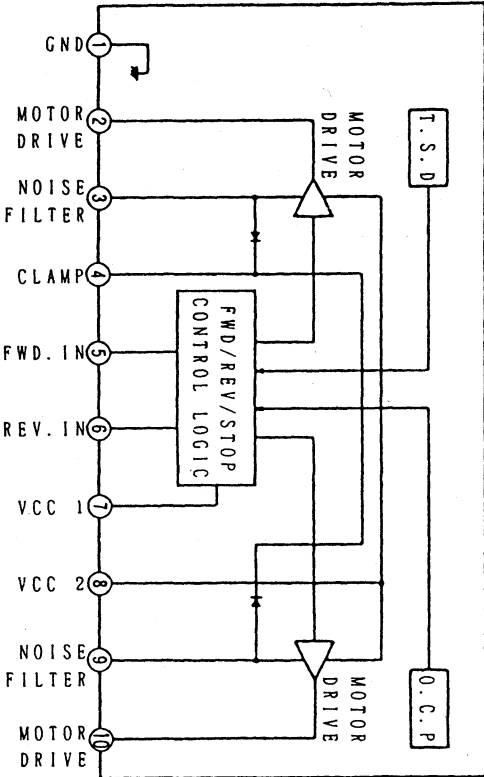 GND 1
MOTOR
DRIVE 2
NOISE
FILTER 3
CLAMP 4
FWD. IN 5
REV. IN 6
VCC 1 7
VCC 2 8
NOISE
FILTER 9
MOTOR
DRIVE 10
MOTOR
DRIVE
T.S.D
FWD/REV/STOP
CONTROL LOGIC
MOTOR
DRIVE
O.C.P